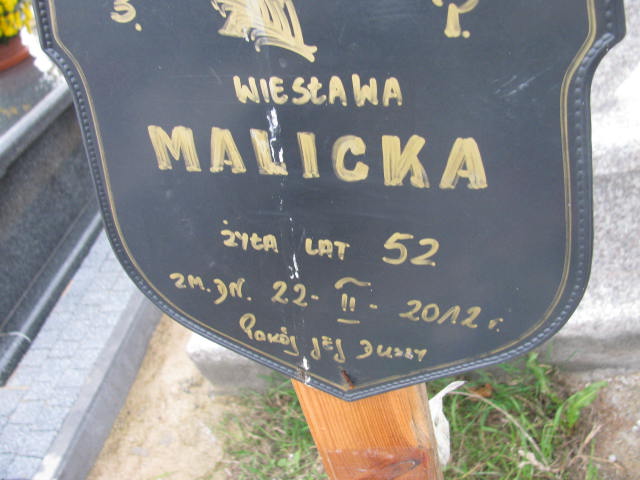 Ś. P.
WIESŁAWA
MALICKA
ŻYŁA LAT 52
ZM. DN. 22-II-2012 r.
Pokój Jej Duszy